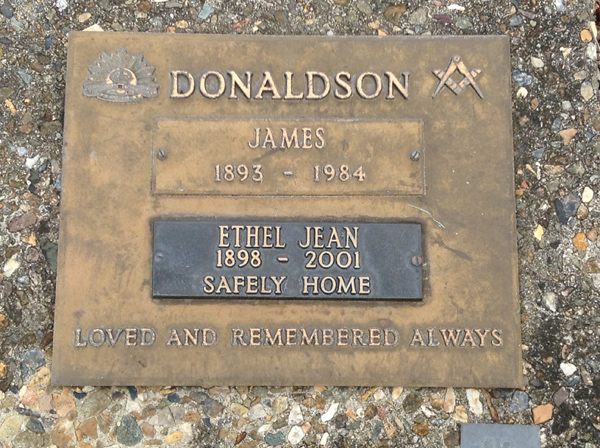 DONALDSON
JAMES
1893 - 1984
ETHEL JEAN
1898 - 2001
SAFELY HOME
LOVED AND REMEMBERED ALWAYS